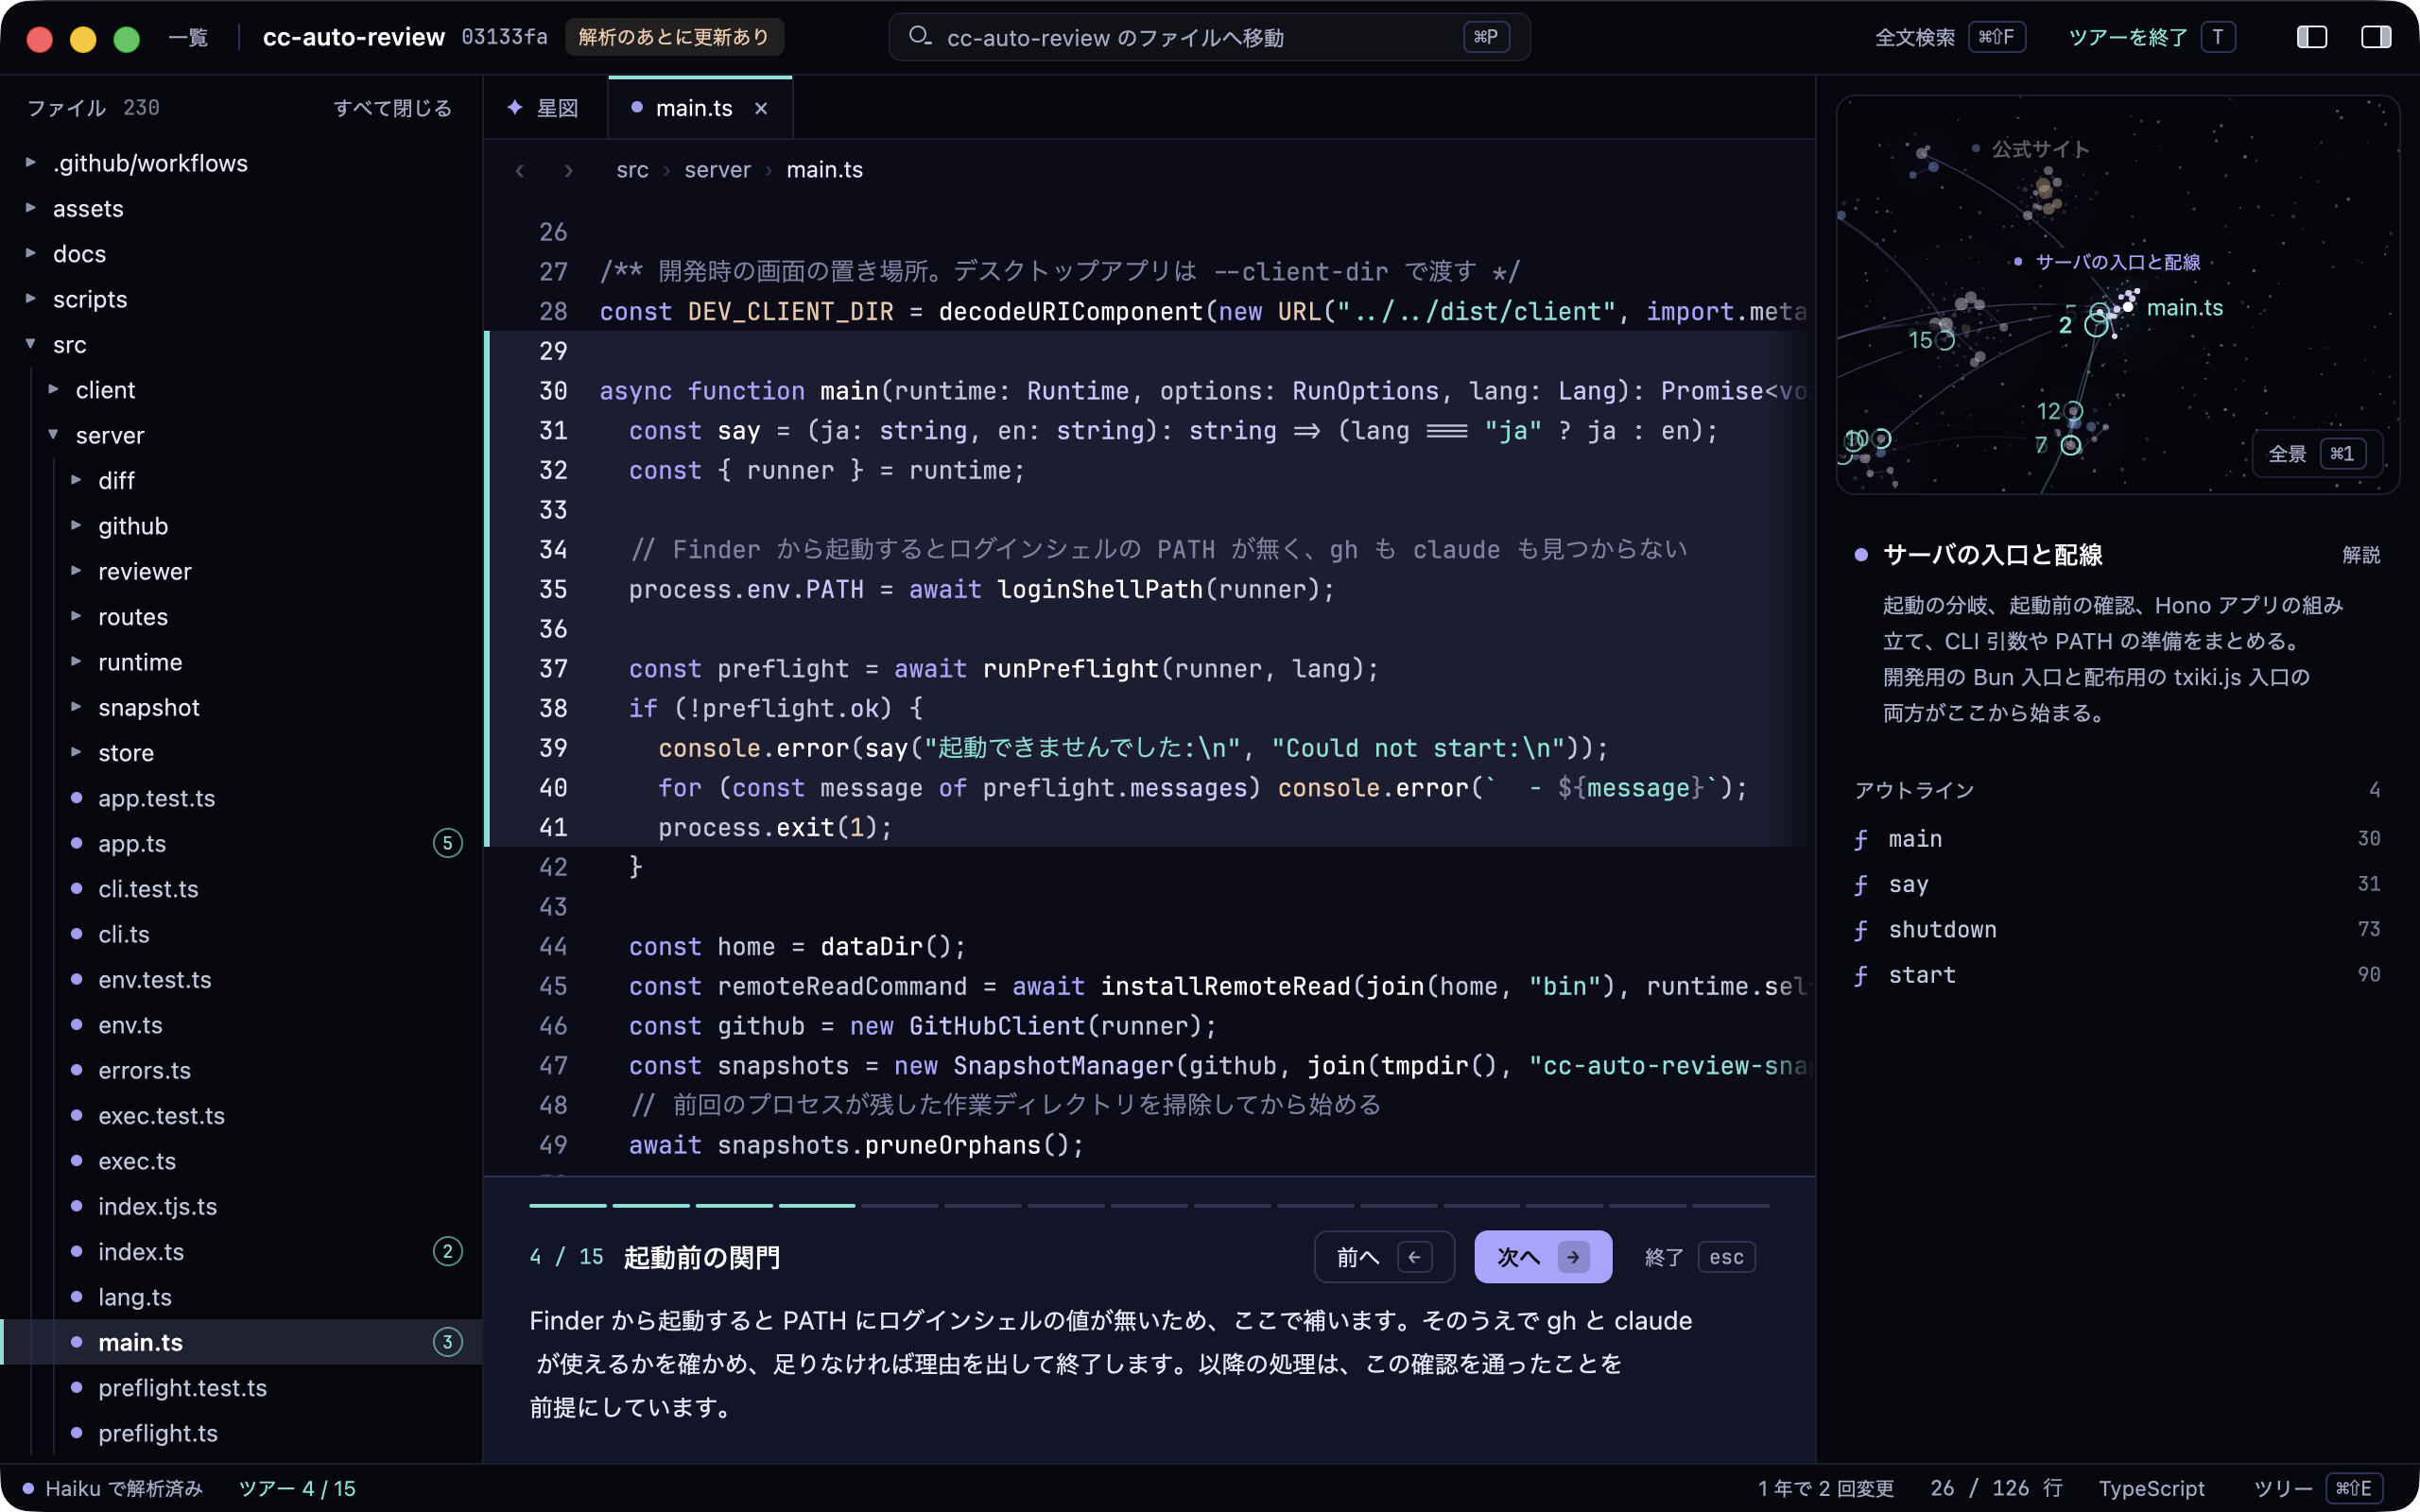 一覧
cc-auto-review 03133fa 解析のあとに更新あり
cc-auto-review のファイルへ移動 ⌘P
全文検索 ⌘⇧F
ツアーを終了 T
ファイル 230 すべて閉じる
.github/workflows
assets
docs
scripts
src
client
server
diff
github
reviewer
routes
runtime
snapshot
store
app.test.ts
app.ts 5
cli.test.ts
cli.ts
env.test.ts
env.ts
errors.ts
exec.test.ts
exec.ts
index.tjs.ts
index.ts 2
lang.ts
main.ts 3
preflight.test.ts
preflight.ts
星図
main.ts ×
src › server › main.ts
26
27 /** 開発時の画面の置き場所。デスクトップアプリは --client-dir で渡す */
28 const DEV_CLIENT_DIR = decodeURIComponent(new URL("../../dist/client", import.meta
29
30 async function main(runtime: Runtime, options: RunOptions, lang: Lang): Promise<vo
31 const say = (ja: string, en: string): string => (lang === "ja" ? ja : en);
32 const { runner } = runtime;
33
34 // Finder から起動するとログインシェルの PATH が無く、gh も claude も見つからない
35 process.env.PATH = await loginShellPath(runner);
36
37 const preflight = await runPreflight(runner, lang);
38 if (!preflight.ok) {
39 console.error(say("起動できませんでした:\n", "Could not start:\n"));
40 for (const message of preflight.messages) console.error(`  - ${message}`);
41 process.exit(1);
42 }
43
44 const home = dataDir();
45 const remoteReadCommand = await installRemoteRead(join(home, "bin"), runtime.sel
46 const github = new GitHubClient(runner);
47 const snapshots = new SnapshotManager(github, join(tmpdir(), "cc-auto-review-sna
48 // 前回のプロセスが残した作業ディレクトリを掃除してから始める
49 await snapshots.pruneOrphans();
4 / 15 起動前の関門
前へ ←
次へ →
終了 esc
Finder から起動すると PATH にログインシェルの値が無いため、ここで補います。そのうえで gh と claude
が使えるかを確かめ、足りなければ理由を出して終了します。以降の処理は、この確認を通ったことを
前提にしています。
公式サイト
サーバの入口と配線
main.ts
5
2
15
12
10
7
全景 ⌘1
サーバの入口と配線 解説
起動の分岐、起動前の確認、Hono アプリの組み
立て、CLI 引数や PATH の準備をまとめる。
開発用の Bun 入口と配布用の txiki.js 入口の
両方がここから始まる。
アウトライン 4
ƒ main 30
ƒ say 31
ƒ shutdown 73
ƒ start 90
Haiku で解析済み
ツアー 4 / 15
1 年で 2 回変更
26 / 126 行
TypeScript
ツリー ⌘⇧E